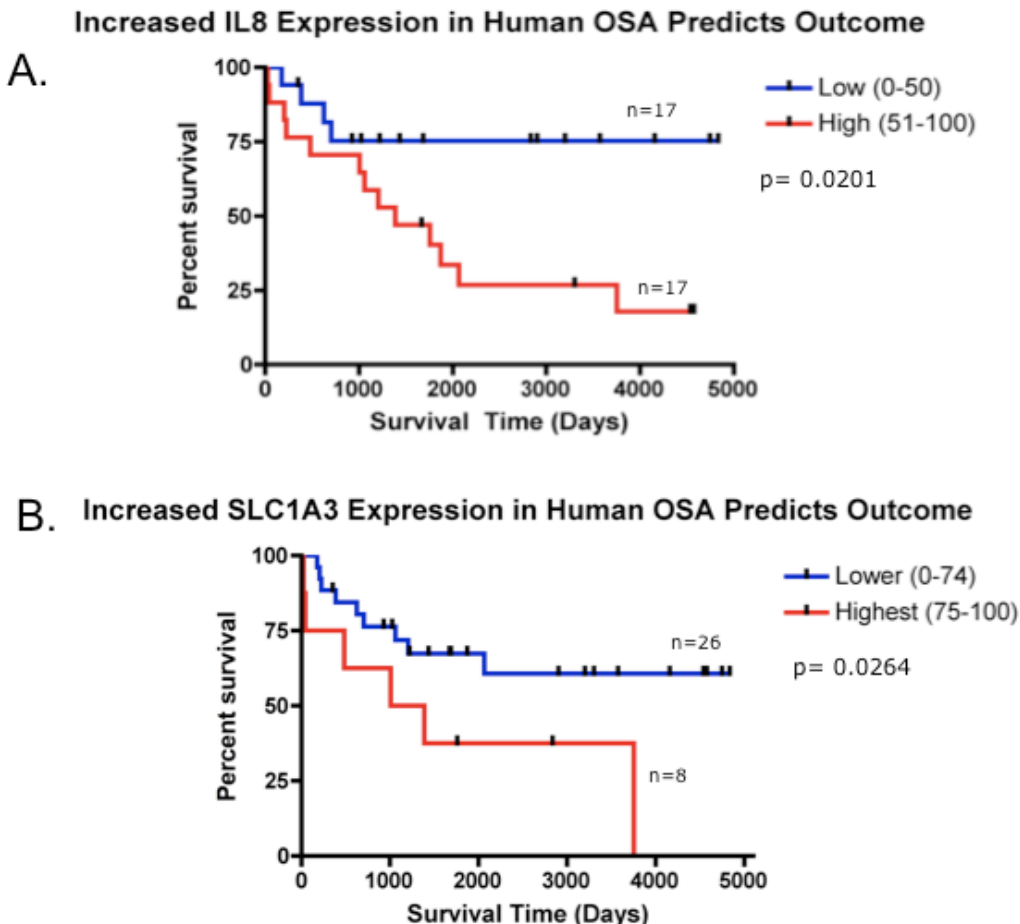 Increased IL8 Expression in Human OSA Predicts Outcome
A.
100
75
50
25
0
Percent survival
n=17
n=17
Low (0-50)
High (51-100)
p= 0.0201
0 1000 2000 3000 4000 5000
Survival Time (Days)
B.
Increased SLC1A3 Expression in Human OSA Predicts Outcome
100
75
50
25
0
Percent survival
n=26
n=8
Lower (0-74)
Highest (75-100)
p= 0.0264
0 1000 2000 3000 4000 5000
Survival Time (Days)